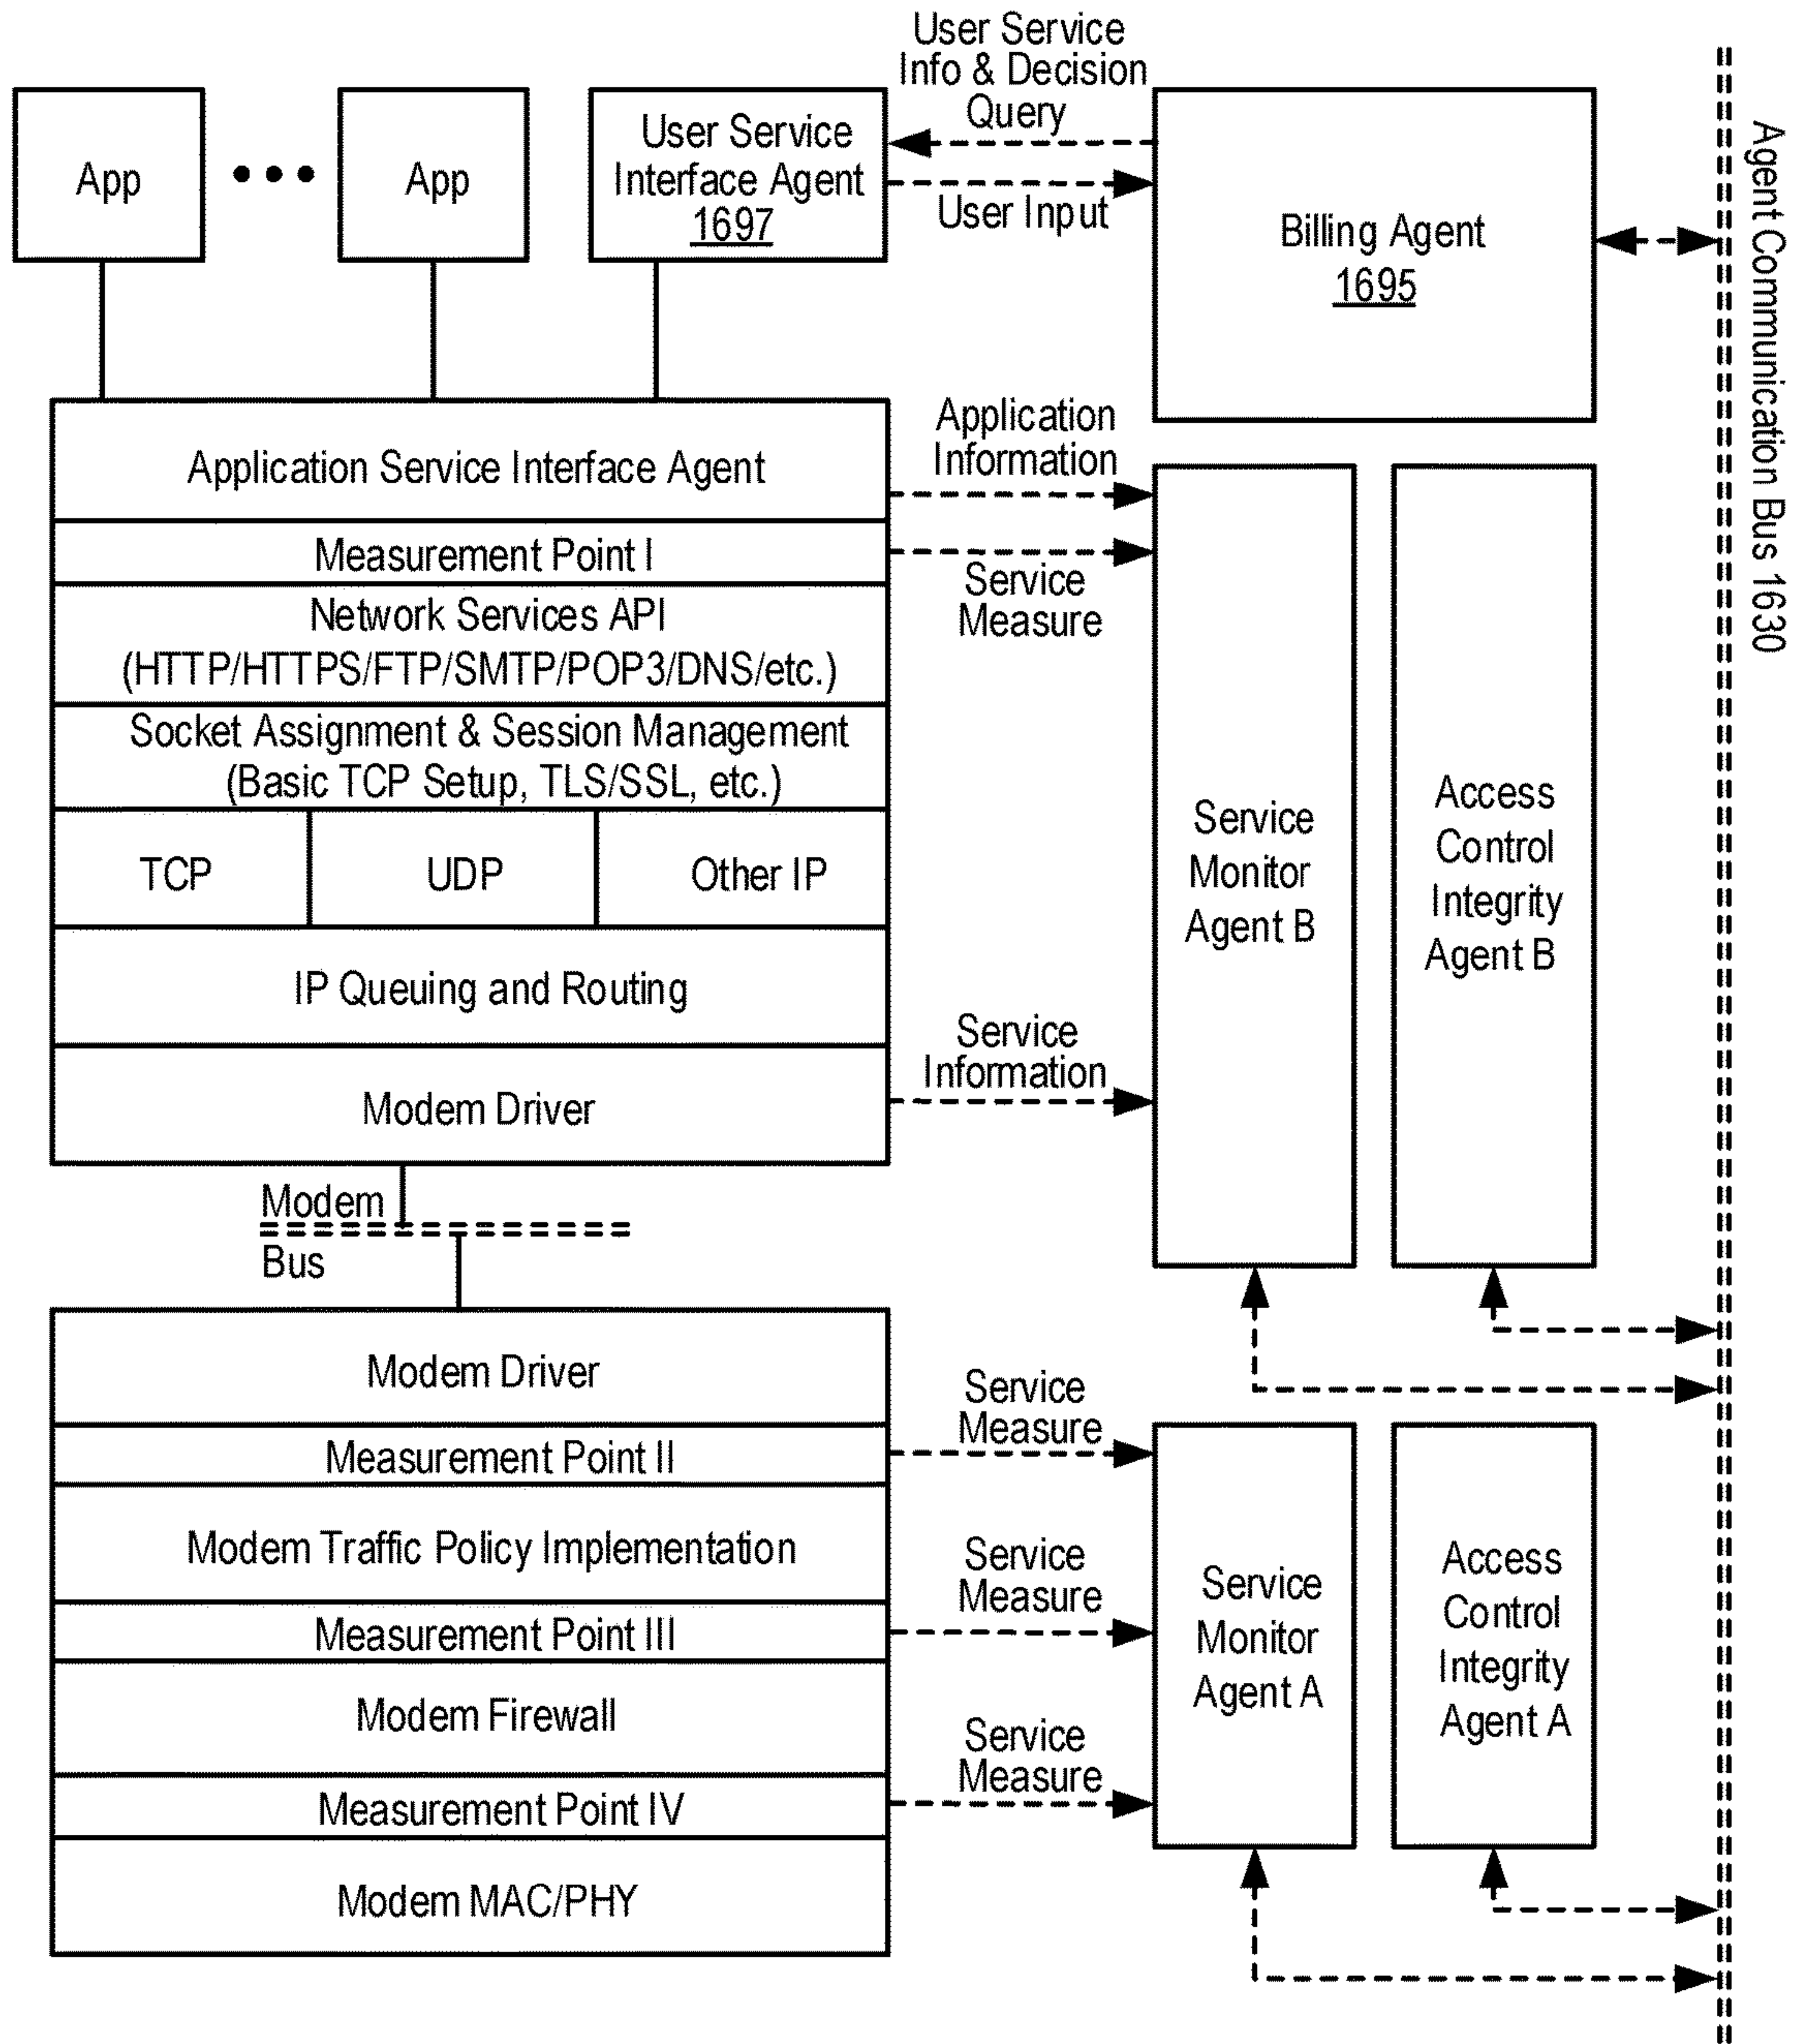 User Service
Info & Decision
Query
App
App
User Service
Interface Agent
1697
User Input
Billing Agent
1695
Agent Communication Bus 1630
Application Service Interface Agent
Application
Information
Measurement Point I
Service
Measure
Network Services API
(HTTP/HTTPS/FTP/SMTP/POP3/DNS/etc.)
Socket Assignment & Session Management
(Basic TCP Setup, TLS/SSL, etc.)
TCP
UDP
Other IP
IP Queuing and Routing
Service
Information
Modem Driver
Service
Monitor
Agent B
Access
Control
Integrity
Agent B
Modem
Bus
Modem Driver
Service
Measure
Measurement Point II
Modem Traffic Policy Implementation
Service
Measure
Measurement Point III
Modem Firewall
Service
Measure
Measurement Point IV
Modem MAC/PHY
Service
Monitor
Agent A
Access
Control
Integrity
Agent A